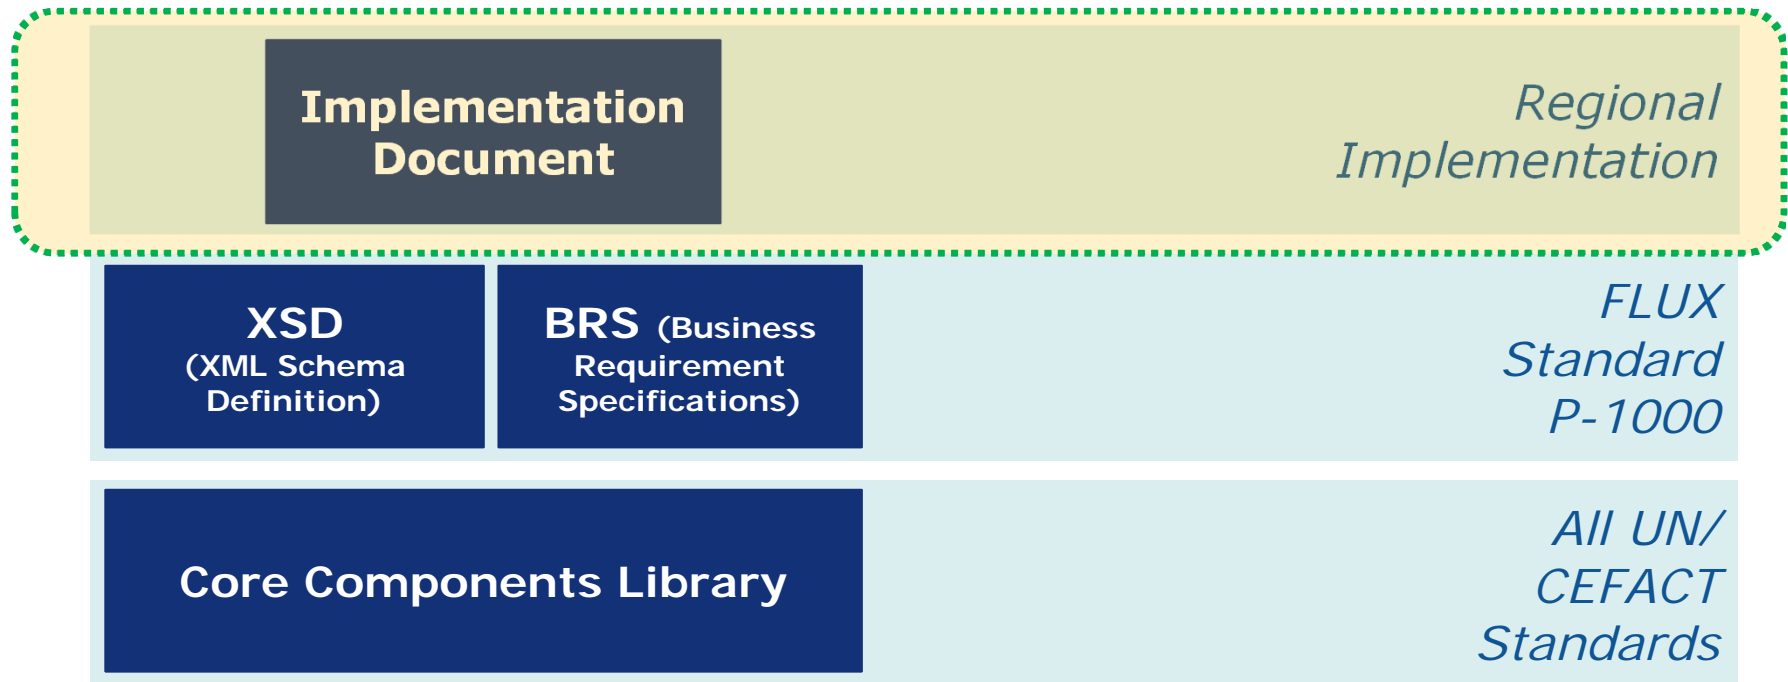 Implementation
Document
Regional
Implementation
XSD
(XML Schema
Definition)
BRS (Business
Requirement
Specifications)
FLUX
Standard
P-1000
Core Components Library
All UN/
CEFACT
Standards